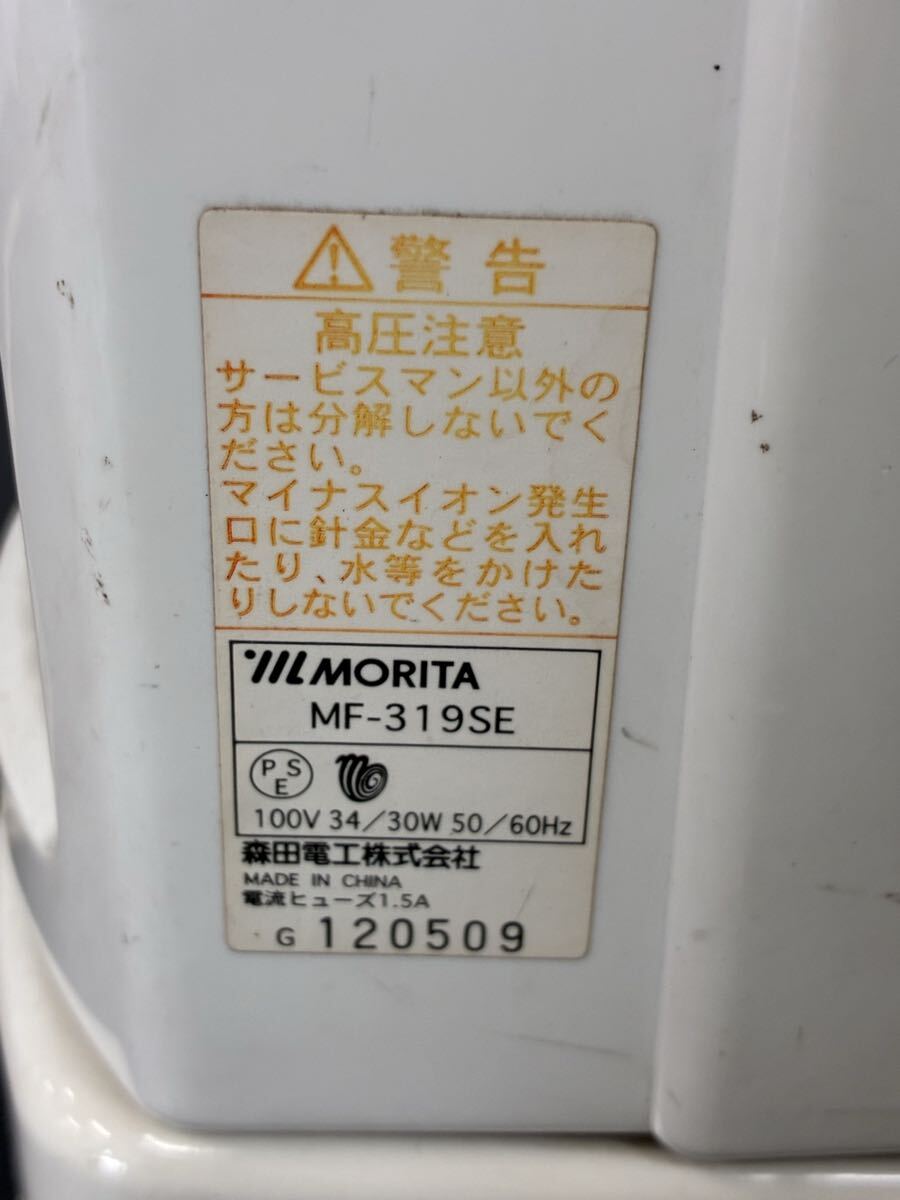 警告
高圧注意
サービスマン以外の
方は分解しないでく
ださい。
マイナスイオン発生
口に針金などを入れ
たり、水等をかけた
りしないでください。
MORITA
MF-319SE
PSE
100V 34/30W 50/60Hz
森田電工株式会社
MADE IN CHINA
電流ヒューズ1.5A
G 120509